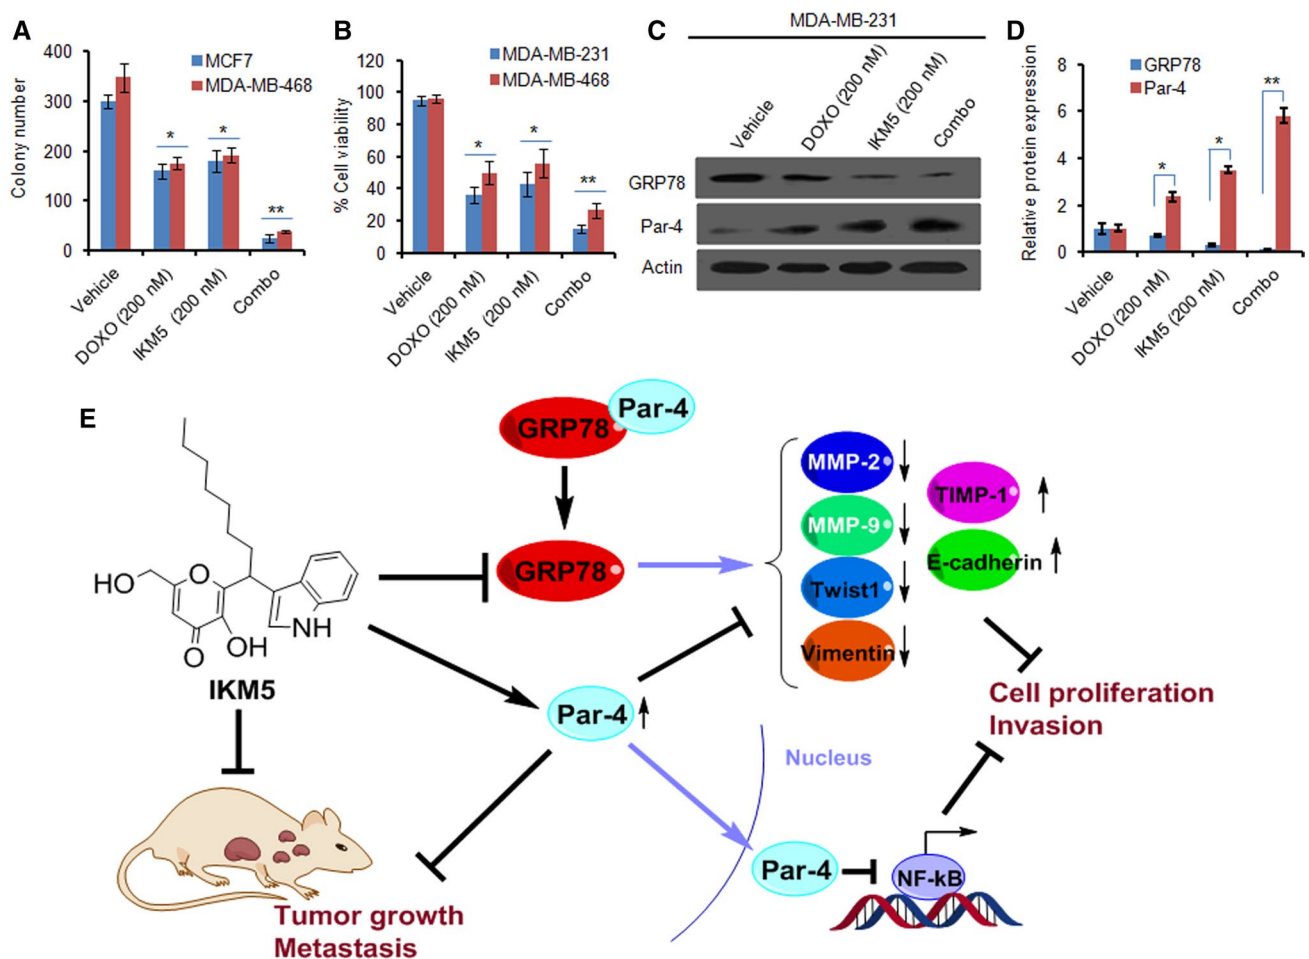 A
400
300
200
100
0
Colony number
MCF7
MDA-MB-468
*
*
**
Vehicle
DOXO (200 nM)
IKM5 (200 nM)
Combo
B
120
100
80
60
40
20
0
% Cell viability
MDA-MB-231
MDA-MB-468
*
*
**
Vehicle
DOXO (200 nM)
IKM5 (200 nM)
Combo
C
MDA-MB-231
Vehicle
DOXO (200 nM)
IKM5 (200 nM)
Combo
GRP78
Par-4
Actin
D
8
6
4
2
0
Relative protein expression
GRP78
Par-4
*
*
**
Vehicle
DOXO (200 nM)
IKM5 (200 nM)
Combo
E
HO
O
O
OH
NH
IKM5
GRP78
Par-4
GRP78
Par-4
MMP-2
MMP-9
Twist1
Vimentin
TIMP-1
E-cadherin
Cell proliferation
Invasion
Nucleus
Par-4
NF-kB
Tumor growth
Metastasis